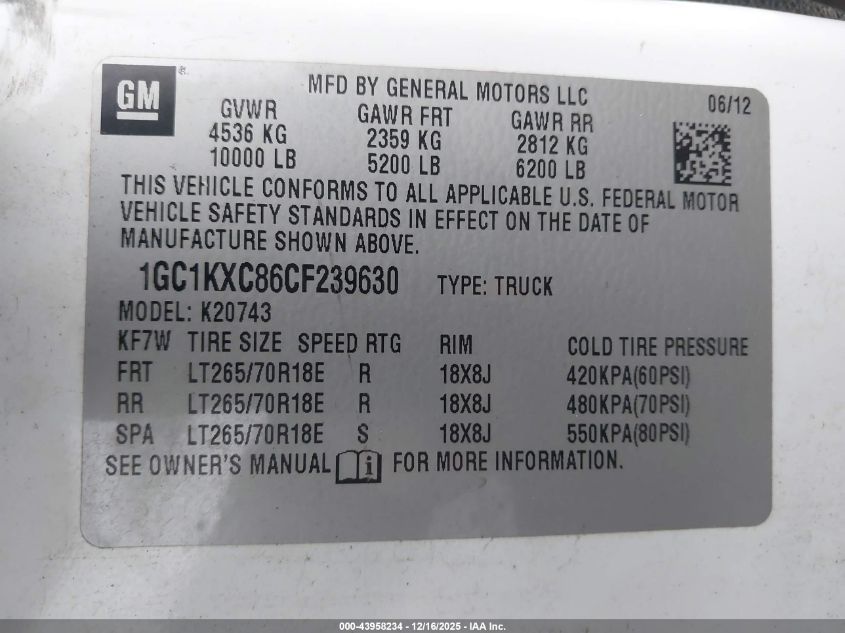 GM
MFD BY GENERAL MOTORS LLC
06/12
GVWR GAWR FRT GAWR RR
4536 KG 2359 KG 2812 KG
10000 LB 5200 LB 6200 LB
THIS VEHICLE CONFORMS TO ALL APPLICABLE U.S. FEDERAL MOTOR
VEHICLE SAFETY STANDARDS IN EFFECT ON THE DATE OF
MANUFACTURE SHOWN ABOVE.
1GC1KXC86CF239630 TYPE: TRUCK
MODEL: K20743
KF7W TIRE SIZE SPEED RTG RIM COLD TIRE PRESSURE
FRT LT265/70R18E R 18X8J 420KPA(60PSI)
RR LT265/70R18E R 18X8J 480KPA(70PSI)
SPA LT265/70R18E S 18X8J 550KPA(80PSI)
SEE OWNER'S MANUAL i FOR MORE INFORMATION.
000-43958234 - 12/16/2025 - IAA Inc.